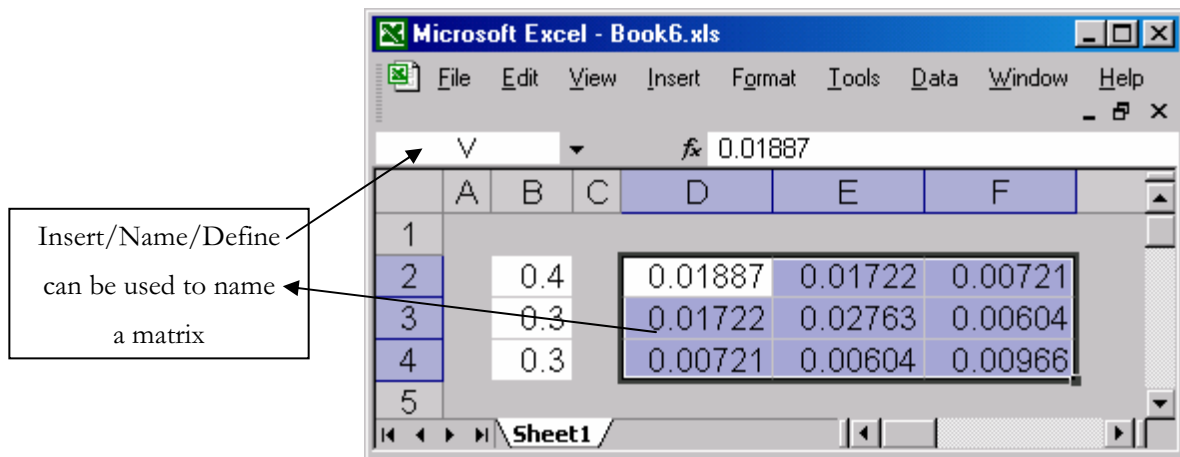 Microsoft Excel - Book6.xls
File Edit View Insert Format Tools Data Window Help
V fx 0.01887
A B C D E F
1
2 0.4 0.01887 0.01722 0.00721
3 0.3 0.01722 0.02763 0.00604
4 0.3 0.00721 0.00604 0.00966
5
Sheet1
Insert/Name/Define
can be used to name
a matrix